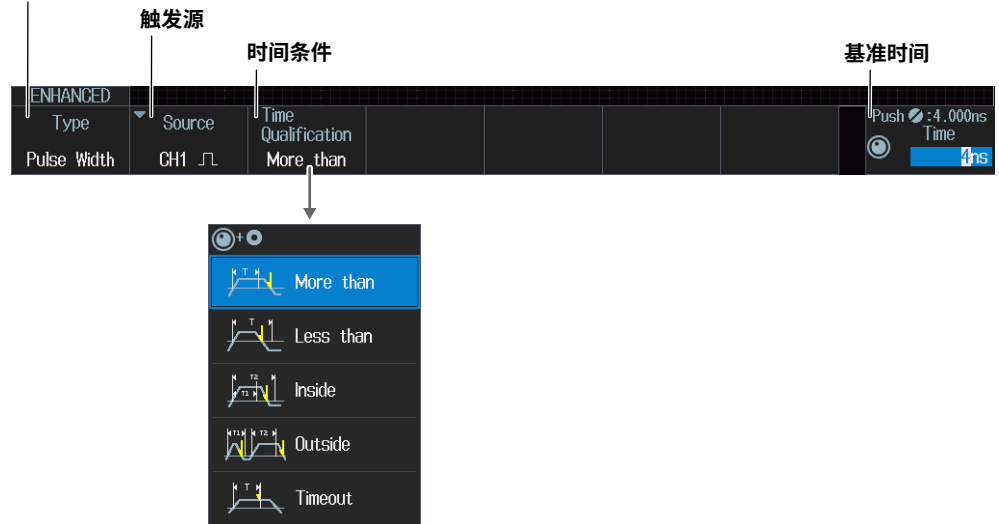 触发源
时间条件
基准时间
ENHANCED
Type
Pulse Width
Source
CH1
Time
Qualification
More than
Push :4.000ns
Time
4ns
+
T
More than
T
Less than
T2
T1
Inside
T1 T2
Outside
T
Timeout